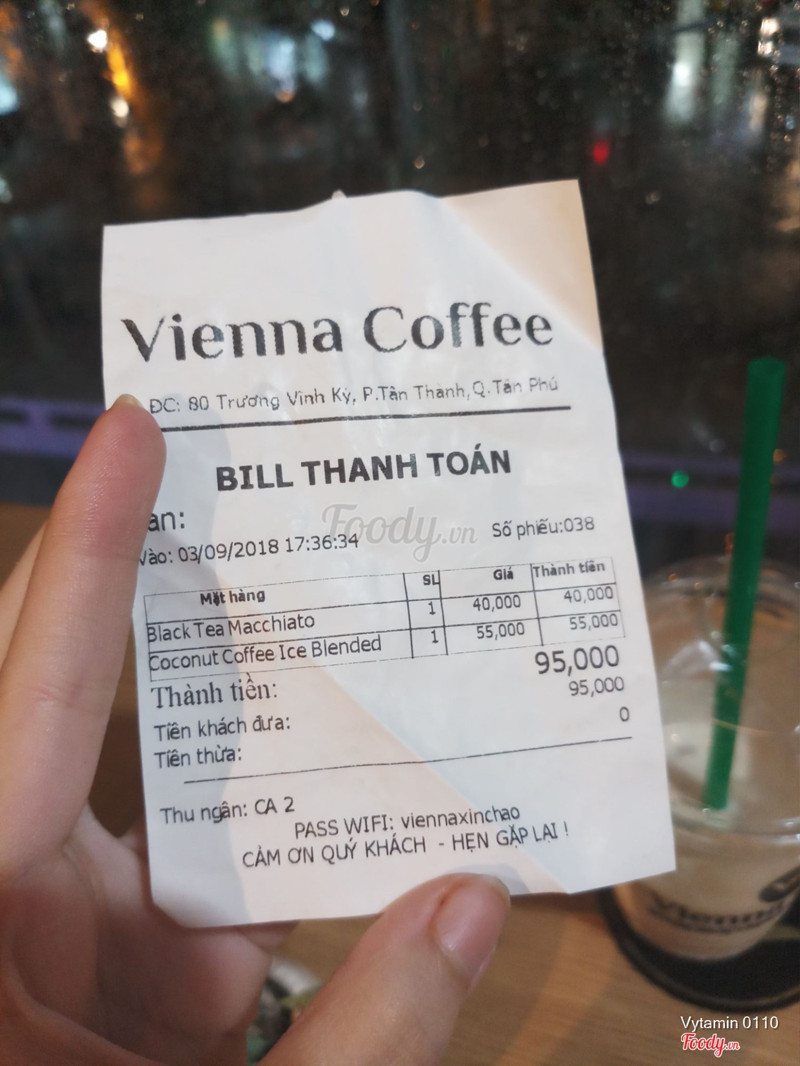 Vienna Coffee
ĐC: 80 Trương Vĩnh Ký, P.Tân Thành,Q.Tân Phú
BILL THANH TOÁN
àn:
Vào: 03/09/2018 17:36:34 Số phiếu:038
Mặt hàng SL Giá Thành tiền
Black Tea Macchiato 1 40,000 40,000
Coconut Coffee Ice Blended 1 55,000 55,000
Thành tiền: 95,000
Tiền khách đưa: 95,000
Tiền thừa: 0
Thu ngân: CA 2
PASS WIFI: viennaxinchao
CẢM ƠN QUÝ KHÁCH - HẸN GẶP LẠI !
Foody.vn
Vienna
Vytamin 0110
Foody.vn